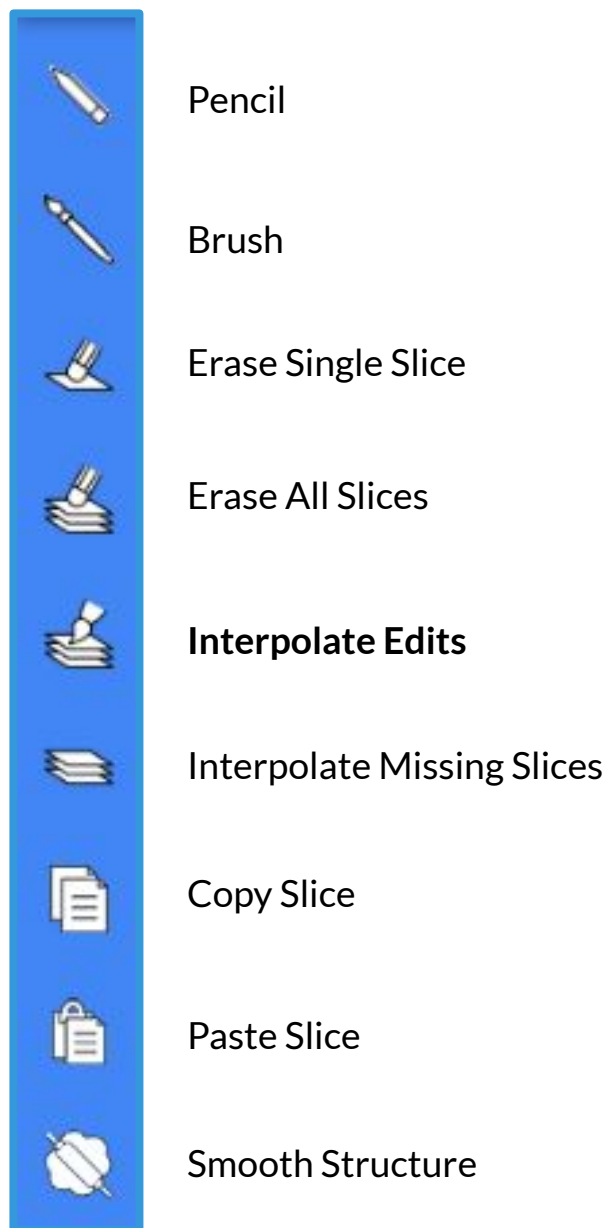 Pencil
Brush
Erase Single Slice
Erase All Slices
Interpolate Edits
Interpolate Missing Slices
Copy Slice
Paste Slice
Smooth Structure